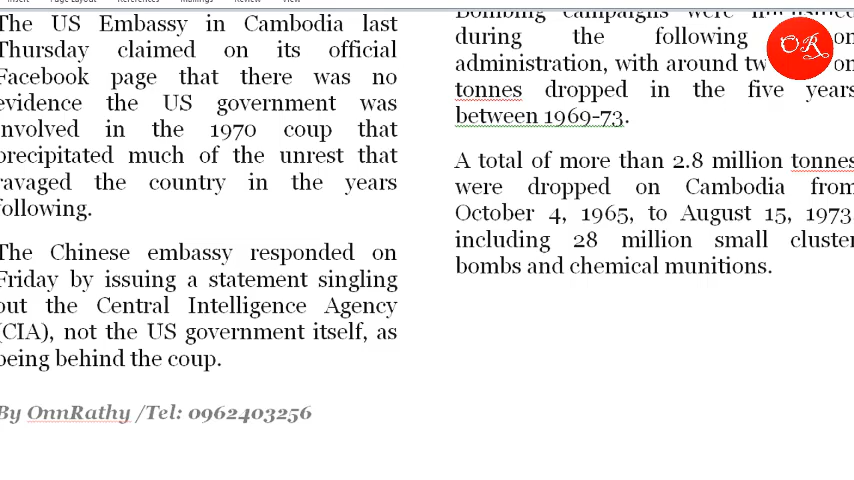 The US Embassy in Cambodia last
Thursday claimed on its official
Facebook page that there was no
evidence the US government was
involved in the 1970 coup that
precipitated much of the unrest that
ravaged the country in the years
following.
The Chinese embassy responded on
Friday by issuing a statement singling
out the Central Intelligence Agency
(CIA), not the US government itself, as
being behind the coup.
By OnnRathy /Tel: 0962403256
Bombing campaigns were
during the following
administration, with around
tonnes dropped in the five years
between 1969-73.
A total of more than 2.8 million tonnes
were dropped on Cambodia from
October 4, 1965, to August 15, 1973
including 28 million small cluster
bombs and chemical munitions.
OR